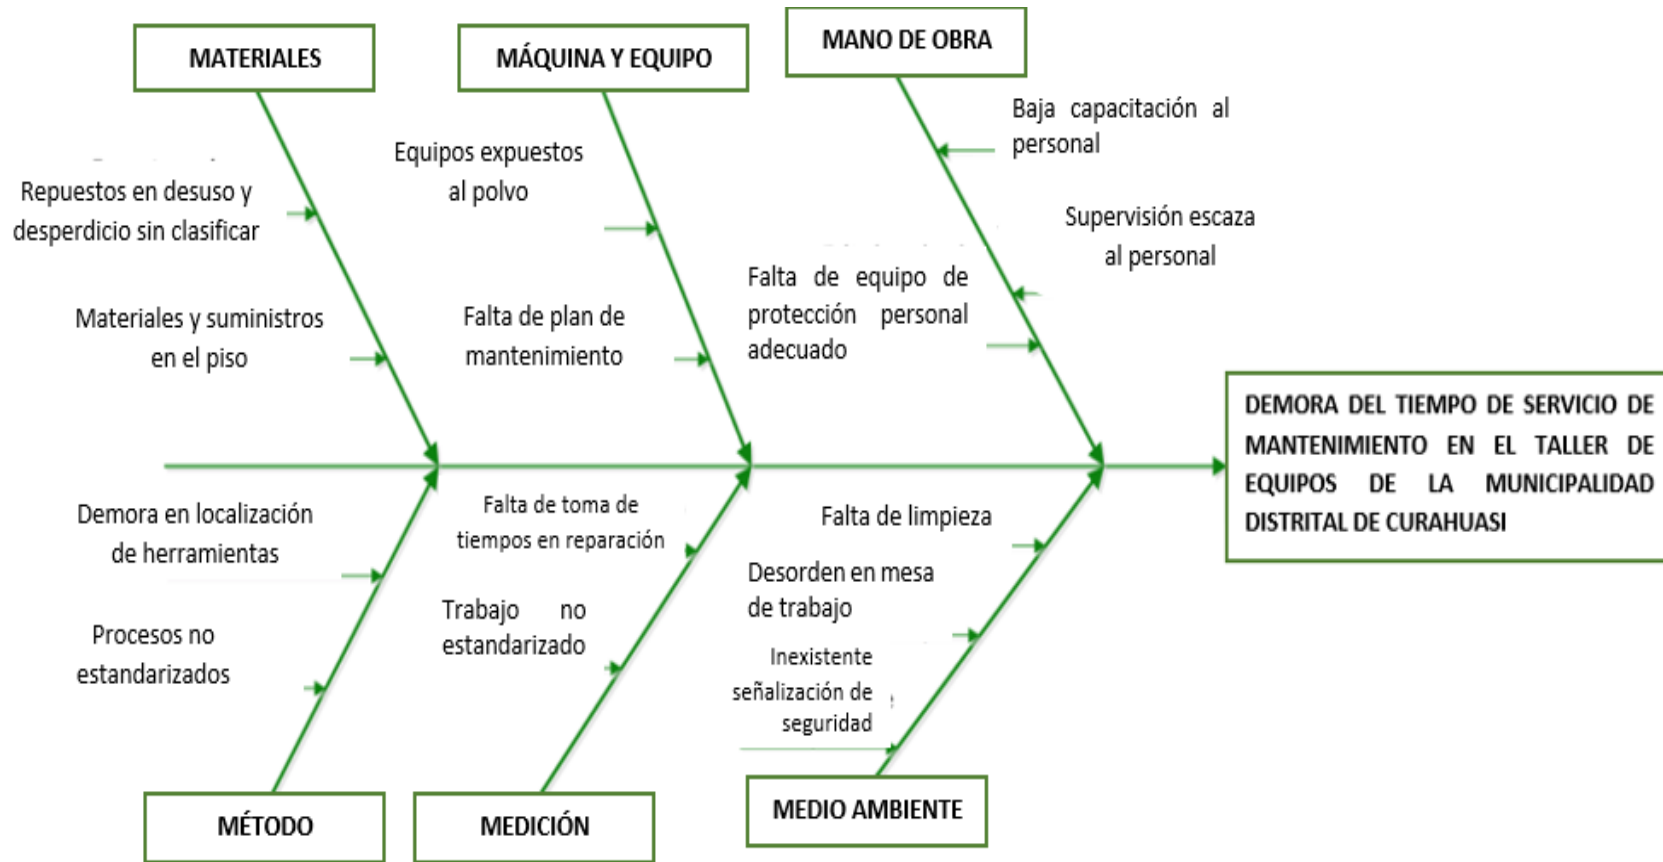 MATERIALES
MÁQUINA Y EQUIPO
MANO DE OBRA
Repuestos en desuso y
desperdicio sin clasificar
Materiales y suministros
en el piso
Equipos expuestos
al polvo
Falta de plan de
mantenimiento
Baja capacitación al
personal
Supervisión escaza
al personal
Falta de equipo de
protección personal
adecuado
DEMORA DEL TIEMPO DE SERVICIO DE
MANTENIMIENTO EN EL TALLER DE
EQUIPOS DE LA MUNICIPALIDAD
DISTRITAL DE CURAHUASI
Demora en localización
de herramientas
Procesos no
estandarizados
Falta de toma de
tiempos en reparación
Trabajo no
estandarizado
Falta de limpieza
Desorden en mesa
de trabajo
Inexistente
señalización de
seguridad
MÉTODO
MEDICIÓN
MEDIO AMBIENTE